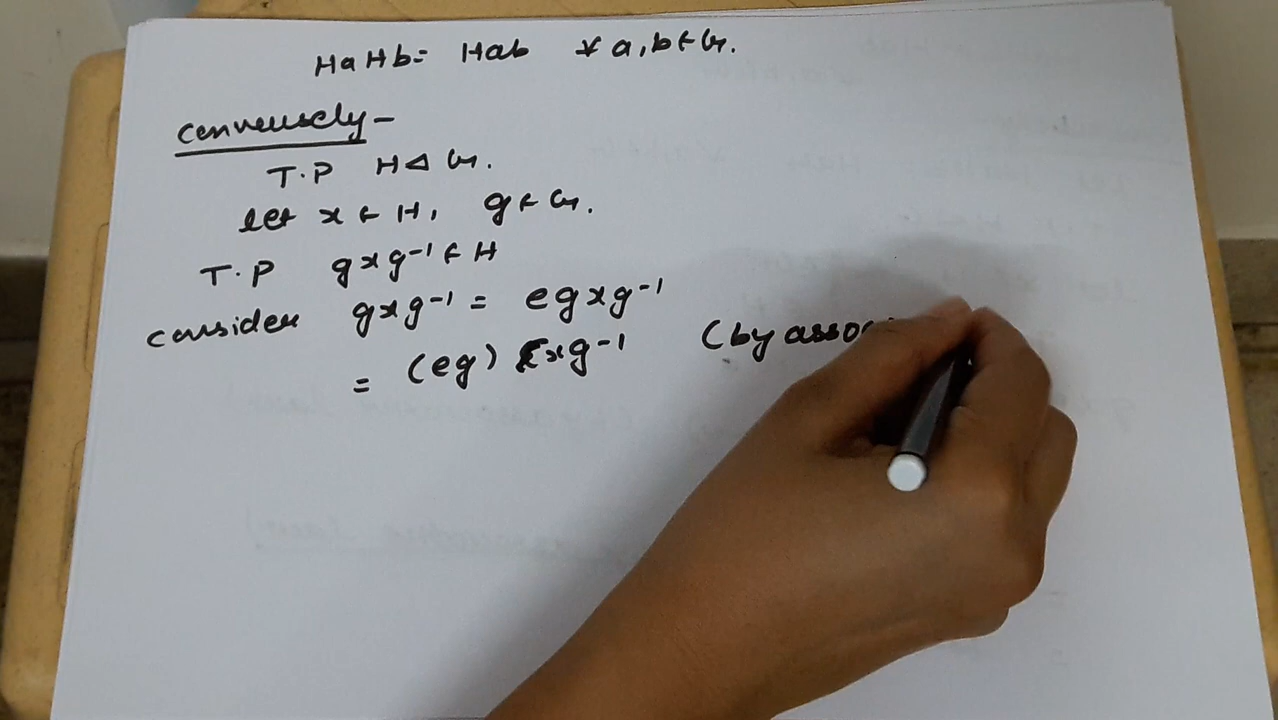 HaHb = Hab ∀ a,b ∈ G.
Conversely –
T.P H ⊲ G.
let x ∈ H, g ∈ G.
T.P gxg⁻¹ ∈ H
consider gxg⁻¹ = egxg⁻¹
= (eg) (xg⁻¹ (by asso